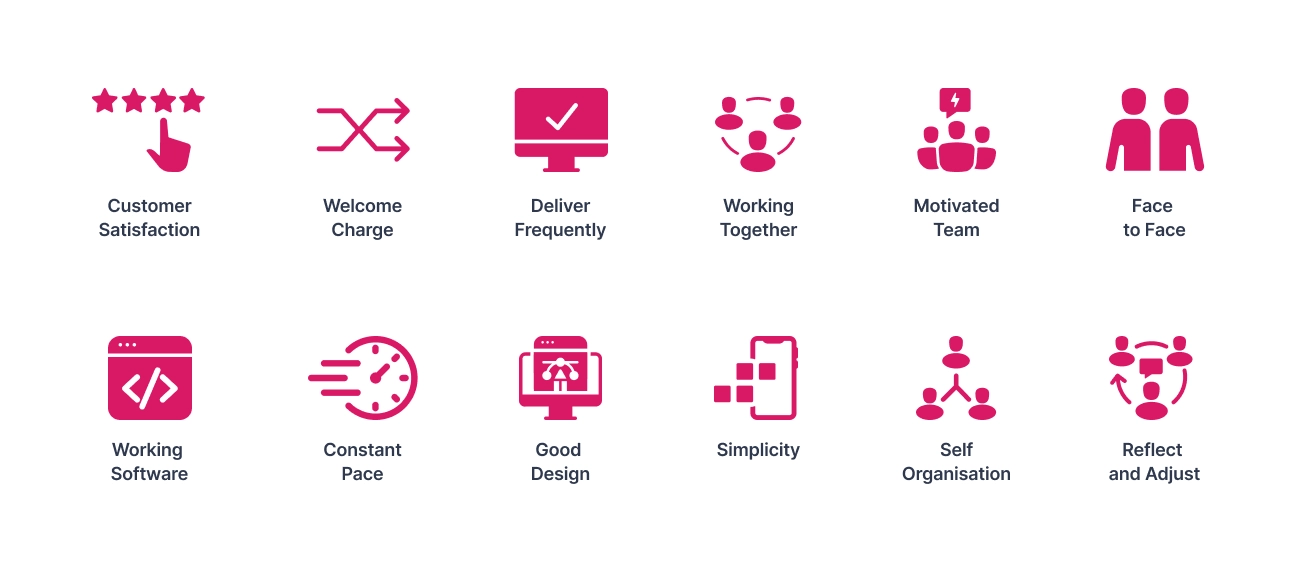 Customer
Satisfaction
Welcome
Charge
Deliver
Frequently
Working
Together
Motivated
Team
Face
to Face
Working
Software
Constant
Pace
Good
Design
Simplicity
Self
Organisation
Reflect
and Adjust